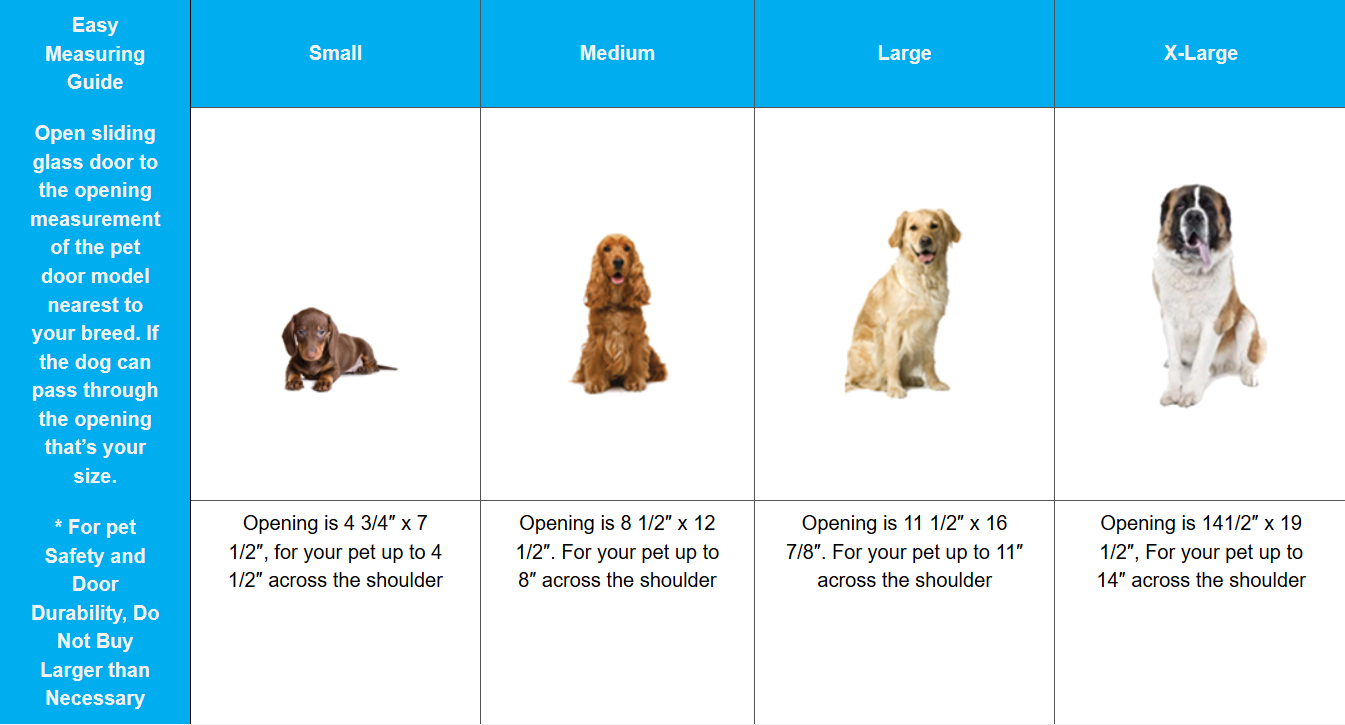 Easy
Measuring
Guide
Open sliding
glass door to
the opening
measurement
of the pet
door model
nearest to
your breed. If
the dog can
pass through
the opening
that’s your
size.
* For pet
Safety and
Door
Durability, Do
Not Buy
Larger than
Necessary
Small
Medium
Large
X-Large
Opening is 4 3/4″ x 7
1/2″, for your pet up to 4
1/2″ across the shoulder
Opening is 8 1/2″ x 12
1/2″. For your pet up to
8″ across the shoulder
Opening is 11 1/2″ x 16
7/8″. For your pet up to 11″
across the shoulder
Opening is 141/2″ x 19
1/2″, For your pet up to
14″ across the shoulder